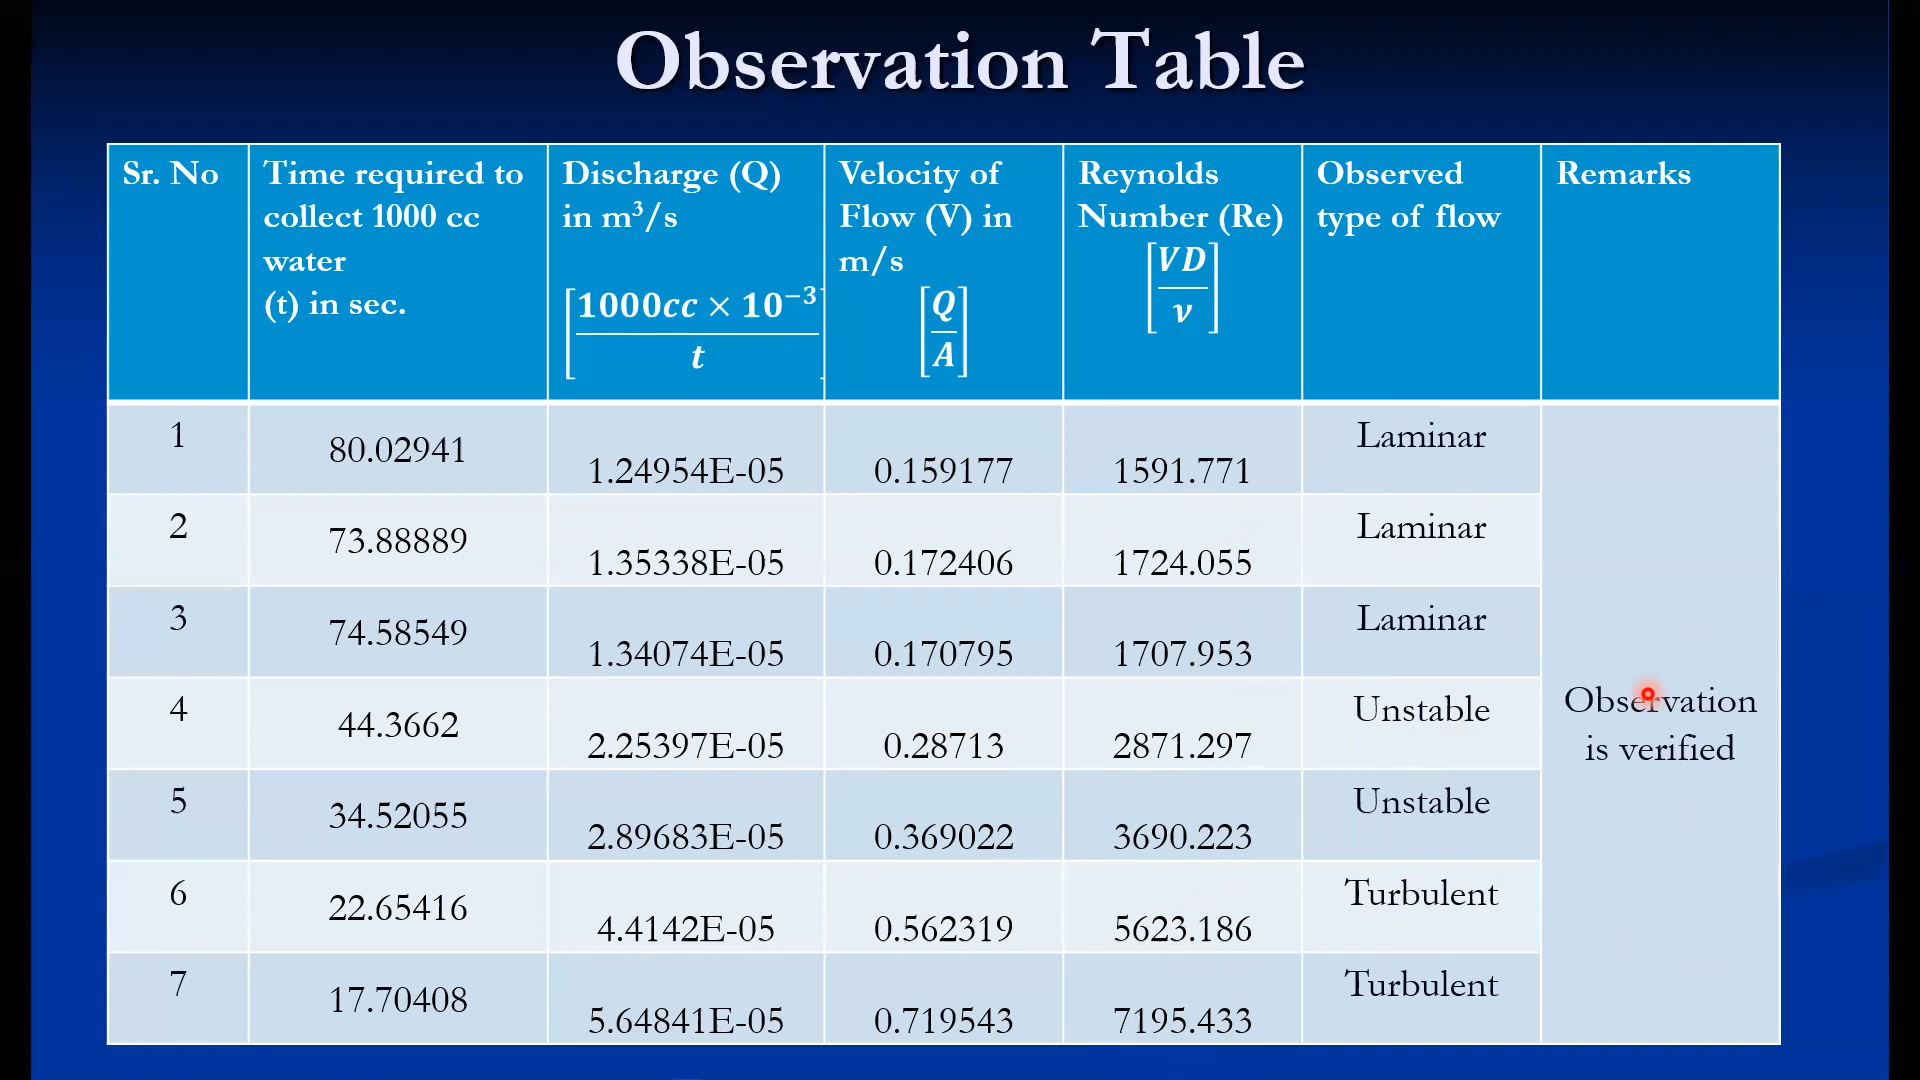 Observation Table
Sr. No
Time required to
collect 1000 cc
water
(t) in sec.
Discharge (Q)
in m³/s
[1000cc × 10⁻³ / t]
Velocity of
Flow (V) in
m/s
[Q / A]
Reynolds
Number (Re)
[VD / ν]
Observed
type of flow
Remarks
1 80.02941 1.24954E-05 0.159177 1591.771 Laminar
2 73.88889 1.35338E-05 0.172406 1724.055 Laminar
3 74.58549 1.34074E-05 0.170795 1707.953 Laminar
4 44.3662 2.25397E-05 0.28713 2871.297 Unstable
5 34.52055 2.89683E-05 0.369022 3690.223 Unstable
6 22.65416 4.4142E-05 0.562319 5623.186 Turbulent
7 17.70408 5.64841E-05 0.719543 7195.433 Turbulent
Observation
is verified